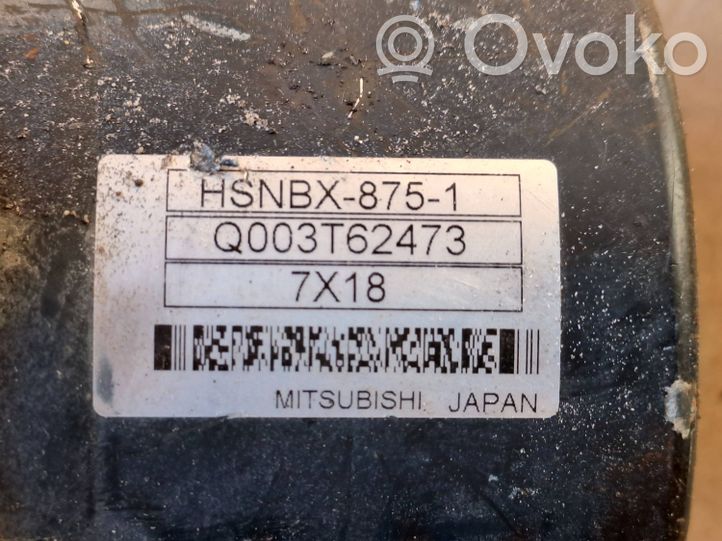 Ovoko
HSNBX-875-1
Q003T62473
7X18
MITSUBISHI JAPAN